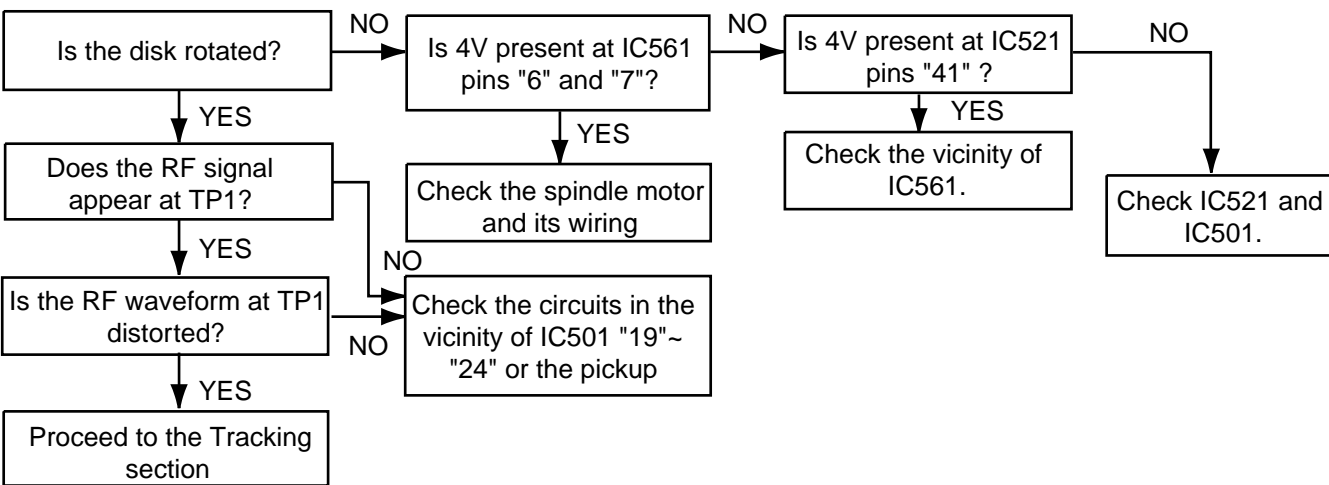 Is the disk rotated?
NO
Is 4V present at IC561
pins "6" and "7"?
NO
Is 4V present at IC521
pins "41" ?
NO
YES
YES
YES
Does the RF signal
appear at TP1?
Check the spindle motor
and its wiring
Check the vicinity of
IC561.
Check IC521 and
IC501.
YES
NO
Is the RF waveform at TP1
distorted?
NO
Check the circuits in the
vicinity of IC501 "19"~
"24" or the pickup
YES
Proceed to the Tracking
section